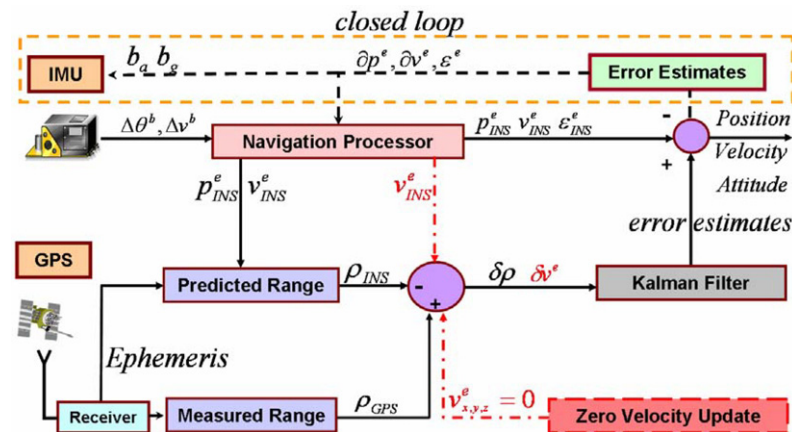 closed loop
IMU
b_a b_g
∂p^e, ∂v^e, ε^e
Error Estimates
Δθ^b, Δv^b
Navigation Processor
p^e_INS v^e_INS ε^e_INS
-
+
Position
Velocity
Attitude
p^e_INS v^e_INS
v^e_INS
error estimates
GPS
Predicted Range
ρ_INS
-
+
δρ δv^e
Kalman Filter
Ephemeris
Receiver
Measured Range
ρ_GPS
v^e_x,y,z = 0
Zero Velocity Update